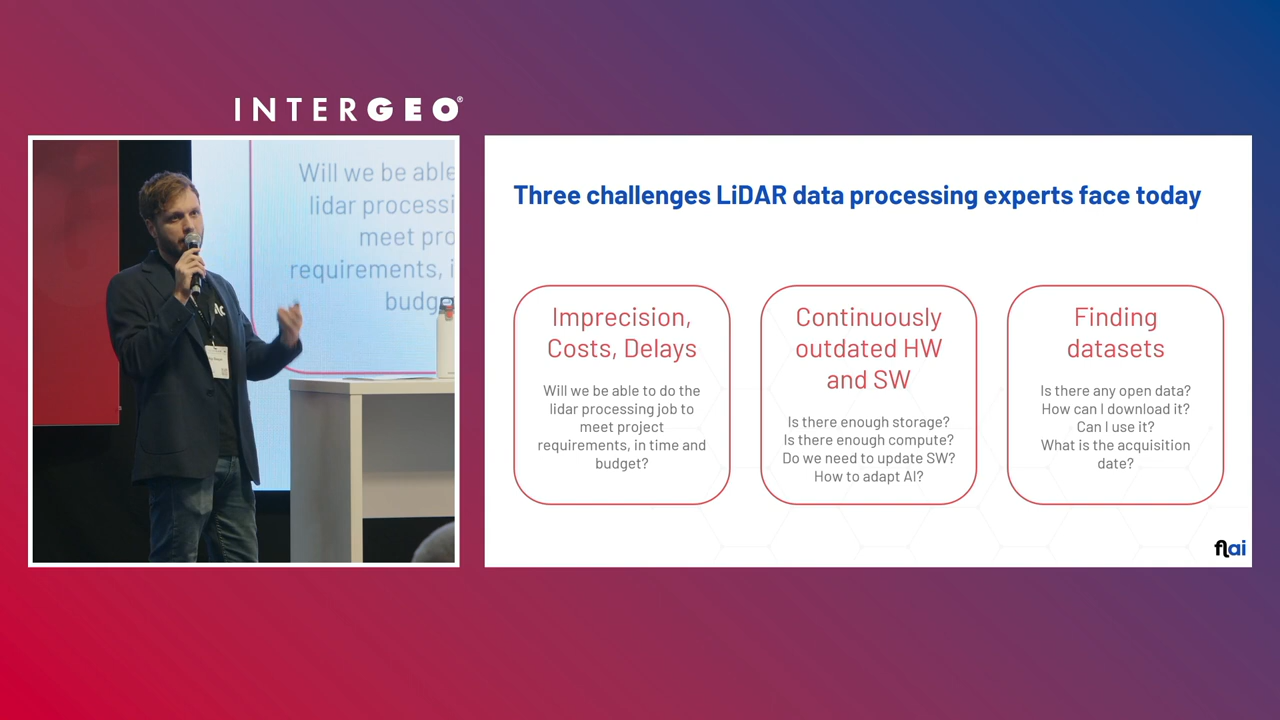 INTERGEO®
Will we be able
lidar processi
meet pro
requirements, i
budge
Three challenges LiDAR data processing experts face today
Imprecision,
Costs, Delays
Will we be able to do the
lidar processing job to
meet project
requirements, in time and
budget?
Continuously
outdated HW
and SW
Is there enough storage?
Is there enough compute?
Do we need to update SW?
How to adapt AI?
Finding
datasets
Is there any open data?
How can I download it?
Can I use it?
What is the acquisition
date?
flai